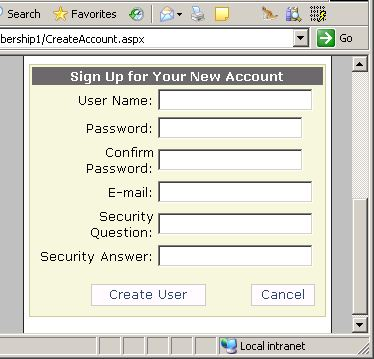 Search Favorites
bership1/CreateAccount.aspx Go
Sign Up for Your New Account
User Name:
Password:
Confirm
Password:
E-mail:
Security
Question:
Security Answer:
Create User Cancel
Local intranet